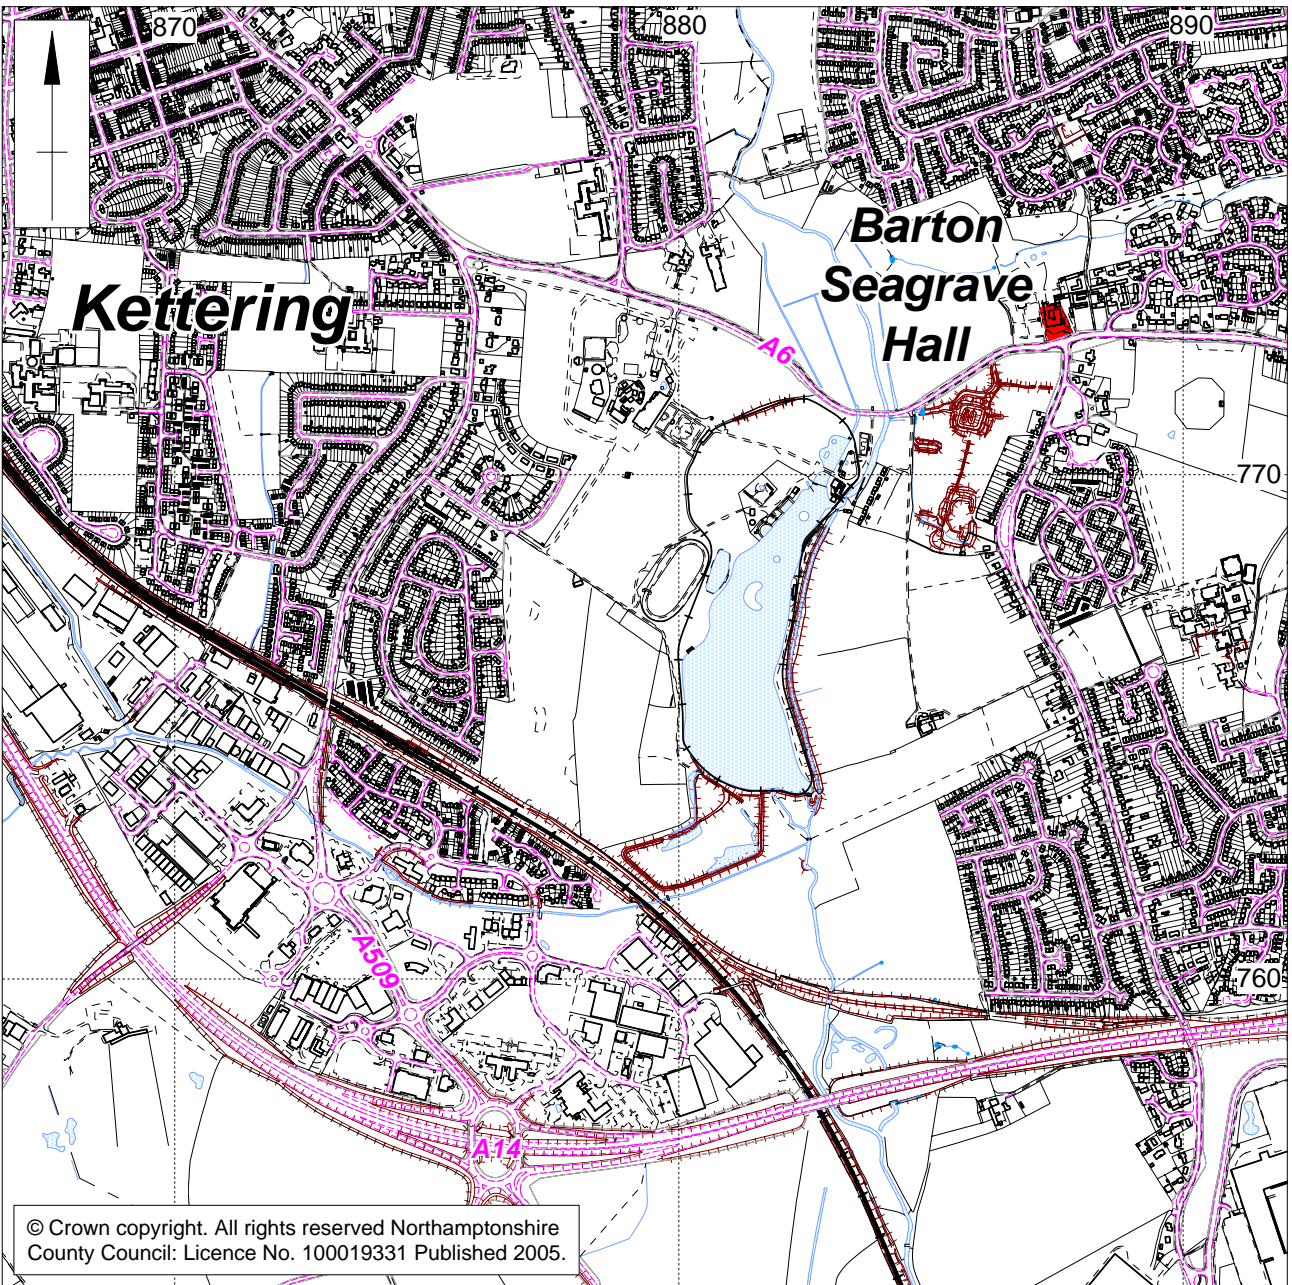 870
880
890
Barton
Seagrave
Hall
Kettering
A6
770
A509
760
A14
© Crown copyright. All rights reserved Northamptonshire
County Council: Licence No. 100019331 Published 2005.